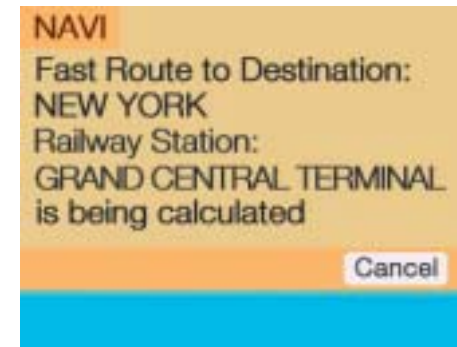 NAVI
Fast Route to Destination:
NEW YORK
Railway Station:
GRAND CENTRAL TERMINAL
is being calculated
Cancel